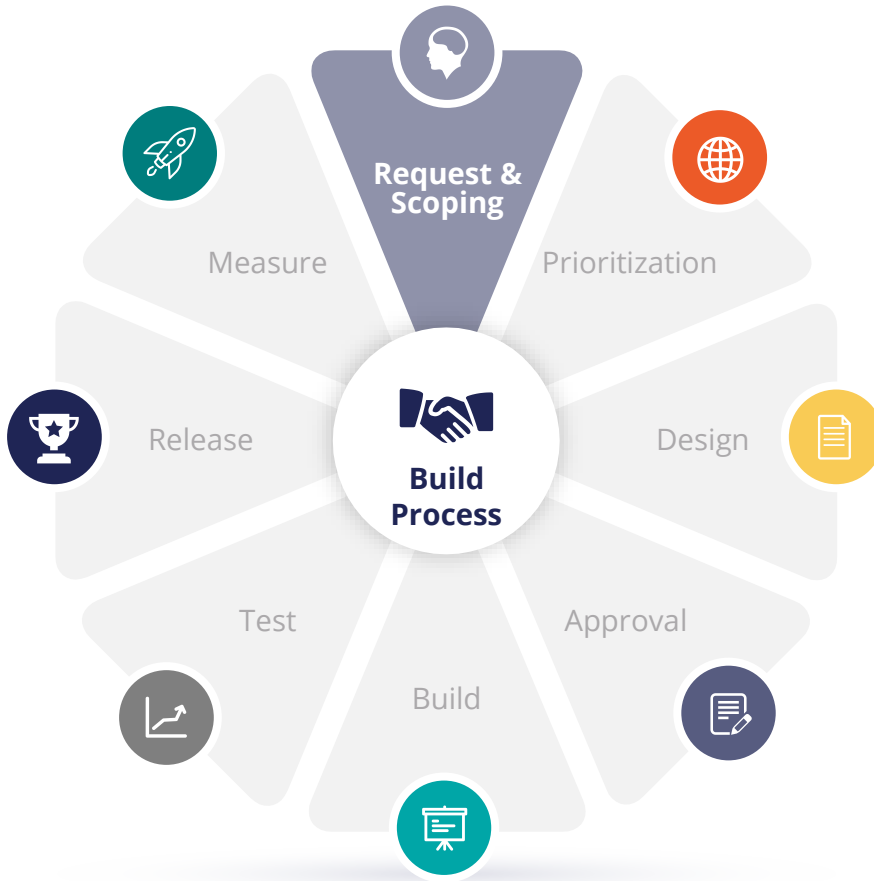 Request &
Scoping
Prioritization
Design
Approval
Build
Test
Release
Measure
Build
Process